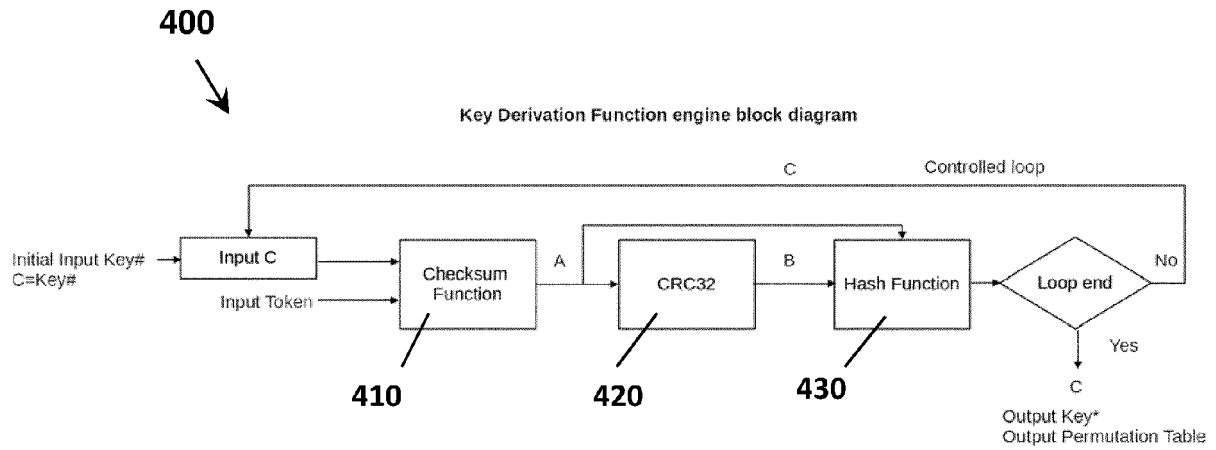 400
Key Derivation Function engine block diagram
C
Controlled loop
Initial Input Key#
C=Key#
Input C
Input Token
Checksum
Function
A
CRC32
B
Hash Function
Loop end
No
Yes
410
420
430
C
Output Key*
Output Permutation Table